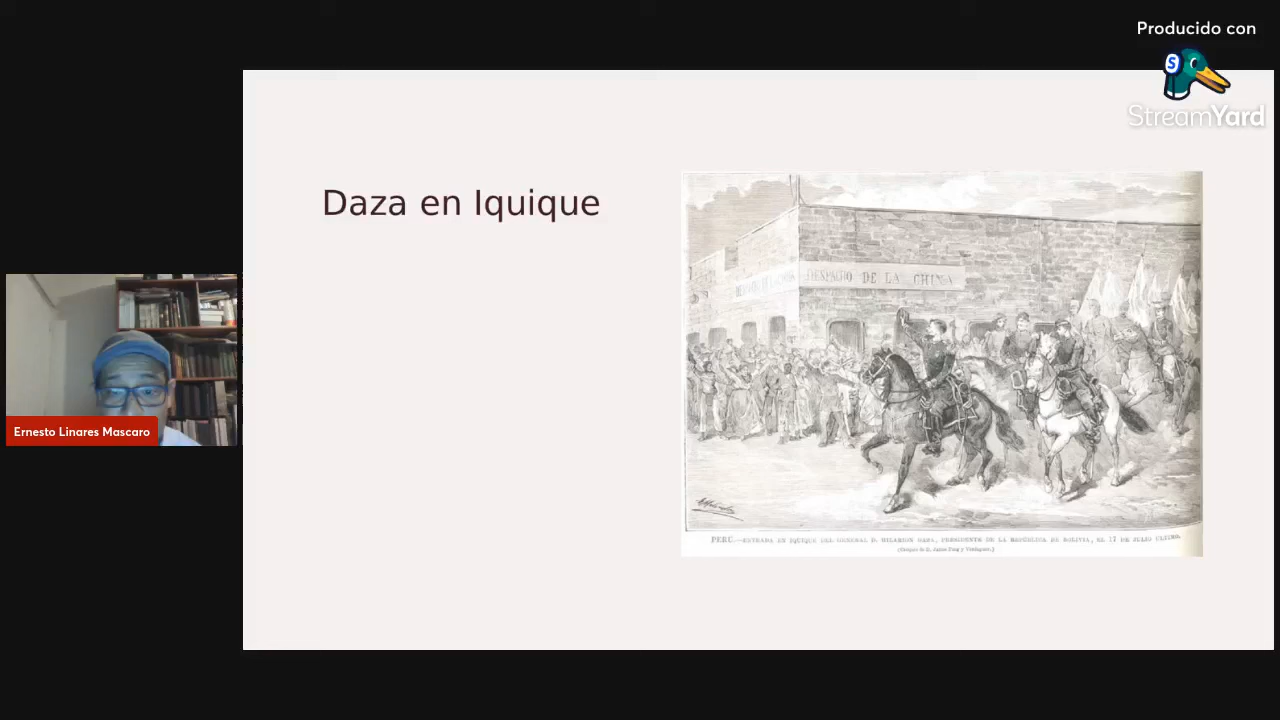 Producido con
StreamYard
Daza en Iquique
DESPACHO DE LA CHINA
Ernesto Linares Mascaro
PERÚ.—ENTRADA EN IQUIQUE DEL GENERAL D. HILARION DAZA, PRESIDENTE DE LA REPÚBLICA DE BOLIVIA, EL 17 DE JULIO ÚLTIMO.